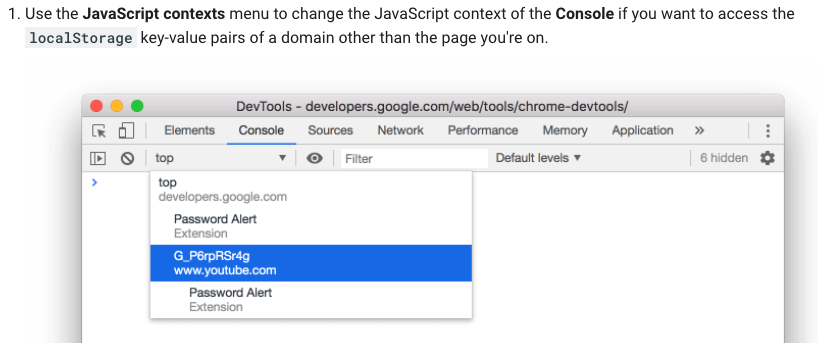 1. Use the JavaScript contexts menu to change the JavaScript context of the Console if you want to access the
localStorage key-value pairs of a domain other than the page you're on.
DevTools - developers.google.com/web/tools/chrome-devtools/
Elements Console Sources Network Performance Memory Application »
top ▼ Filter Default levels ▼ 6 hidden
top
developers.google.com
Password Alert
Extension
G_P6rpRSr4g
www.youtube.com
Password Alert
Extension